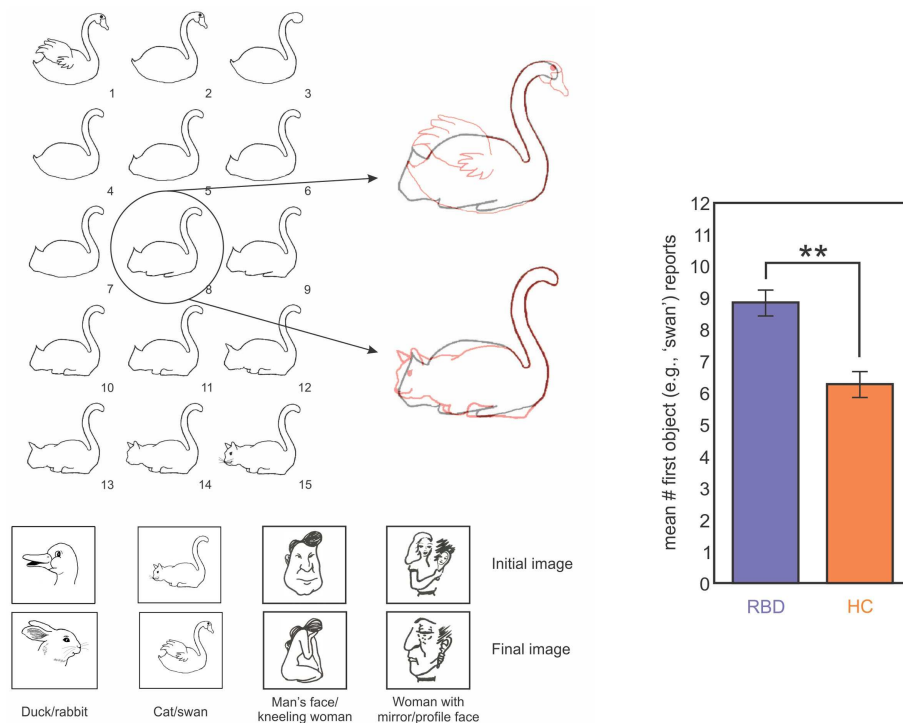 1
2
3
4
5
6
7
8
9
10
11
12
13
14
15
Initial image
Final image
Duck/rabbit
Cat/swan
Man's face/
kneeling woman
Woman with
mirror/profile face
mean # first object (e.g., 'swan') reports
12
11
10
9
8
7
6
5
4
3
2
1
0
**
RBD
HC